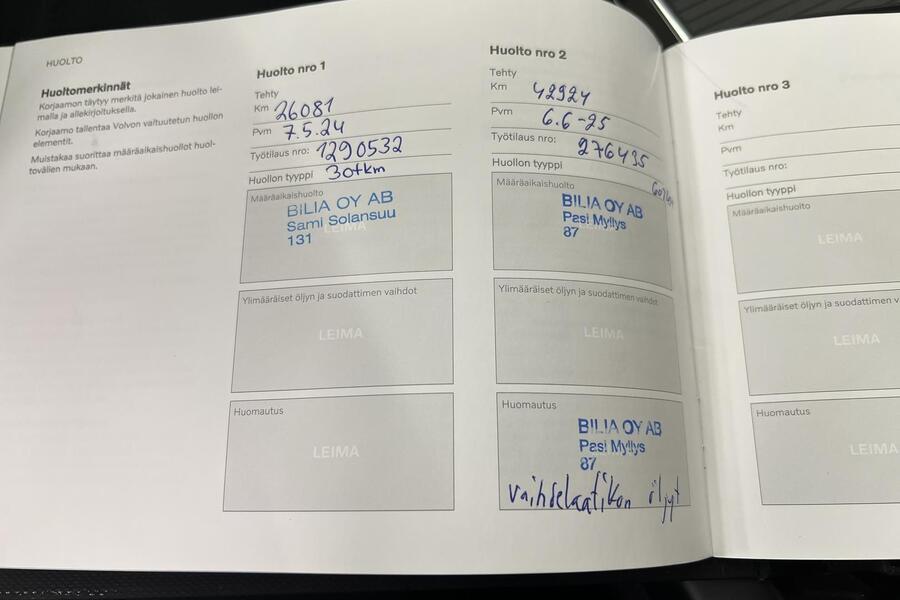 HUOLTO
Huoltomerkinnät
Korjaamon täytyy merkitä jokainen huolto lei-
malla ja allekirjoituksella.
Korjaamo tallentaa Volvon valtuutetun huollon
elementit.
Muistakaa suorittaa määräaikaishuollot huol-
tovälien mukaan.
Huolto nro 1
Tehty
Km 26081
Pvm 7.5.24
Työtilaus nro: 1290532
Huollon tyyppi 30tkm
Määräaikaishuolto
LEIMA
BILIA OY AB
Sami Solansuu
131
Ylimääräiset öljyn ja suodattimen vaihdot
LEIMA
Huomautus
LEIMA
Huolto nro 2
Tehty
Km 42924
Pvm 6.6-25
Työtilaus nro: 276435
Huollon tyyppi
Määräaikaishuolto
BILIA OY AB
Pasi Myllys
87
Ylimääräiset öljyn ja suodattimen vaihdot
LEIMA
Huomautus
BILIA OY AB
Pasi Myllys
87
vaihdelaatikon öljyt
Huolto nro 3
Tehty
Km
Pvm
Työtilaus nro:
Huollon tyyppi
Määräaikaishuolto
LEIMA
Ylimääräiset öljyn ja suodattimen v
LEIMA
Huomautus
LEIMA